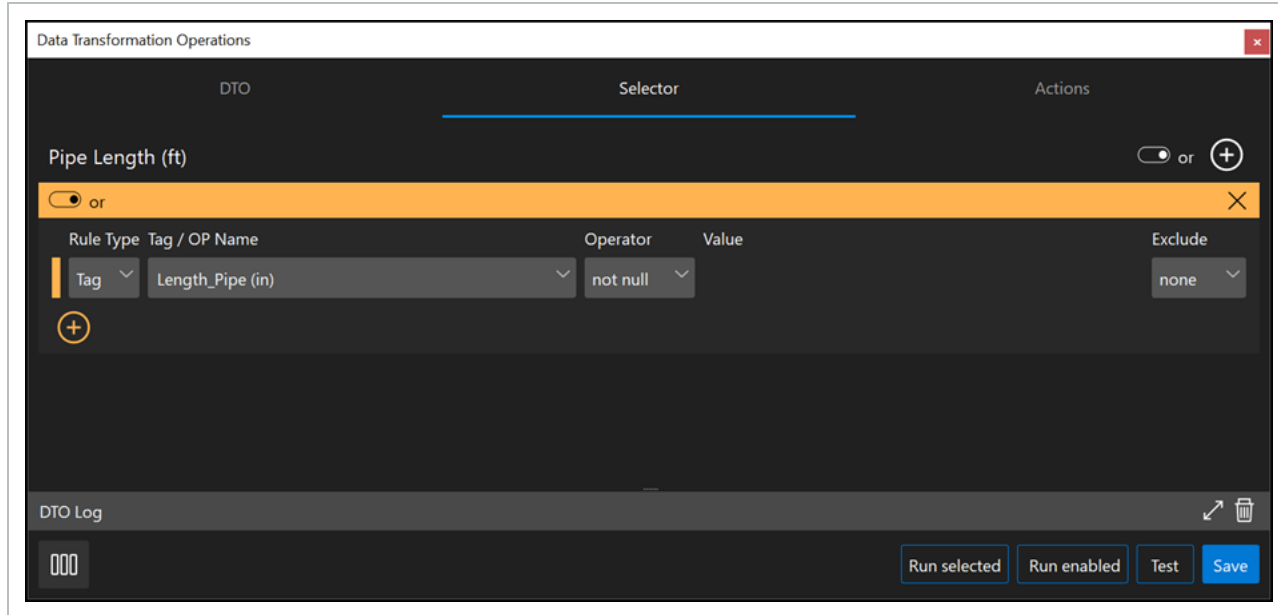 Data Transformation Operations
DTO Selector Actions
Pipe Length (ft) or
or
Rule Type Tag / OP Name Operator Value Exclude
Tag Length_Pipe (in) not null none
DTO Log
Run selected Run enabled Test Save